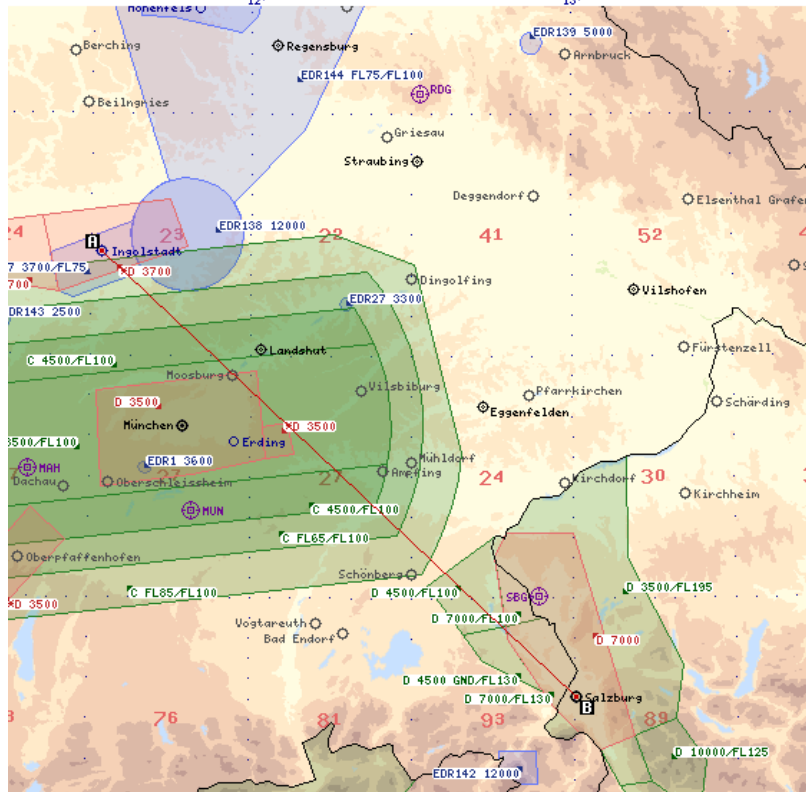 12°
13°
Hohenfels
Regensburg
EDR139 5000
Berching
Arnbruck
EDR144 FL75/FL100
RDG
Beilngries
Griesau
Straubing
Deggendorf
Elsenthal Grafe
24
23
22
41
52
4
EDR138 12000
A
Ingolstadt
7 3700/FL75
*D 3700
700
Dingolfing
Vilshofen
EDR27 3300
DR143 2500
Landshut
Fürstenzell
C 4500/FL100
Moosburg
Vilsbiburg
Pfarrkirchen
D 3500
Schärding
Eggenfelden
München
*D 3500
Erding
3500/FL100
Mühldorf
EDR1 3600
MAH
Ampfing
27
24
30
Dachau
Oberschleissheim
Kirchdorf
Kirchheim
MUN
C 4500/FL100
C FL65/FL100
Oberpfaffenhofen
Schönberg
C FL85/FL100
D 4500/FL100
D 3500/FL195
SBG
*D 3500
D 7000/FL100
Vogtareuth
Bad Endorf
D 7000
D 4500 GND/FL130
D 7000/FL130
Salzburg
B
76
81
93
89
D 10000/FL125
EDR142 12000